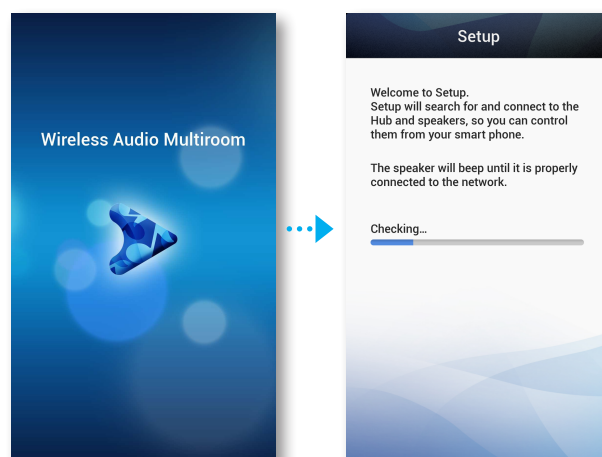 Wireless Audio Multiroom
Setup
Welcome to Setup.
Setup will search for and connect to the
Hub and speakers, so you can control
them from your smart phone.
The speaker will beep until it is properly
connected to the network.
Checking...